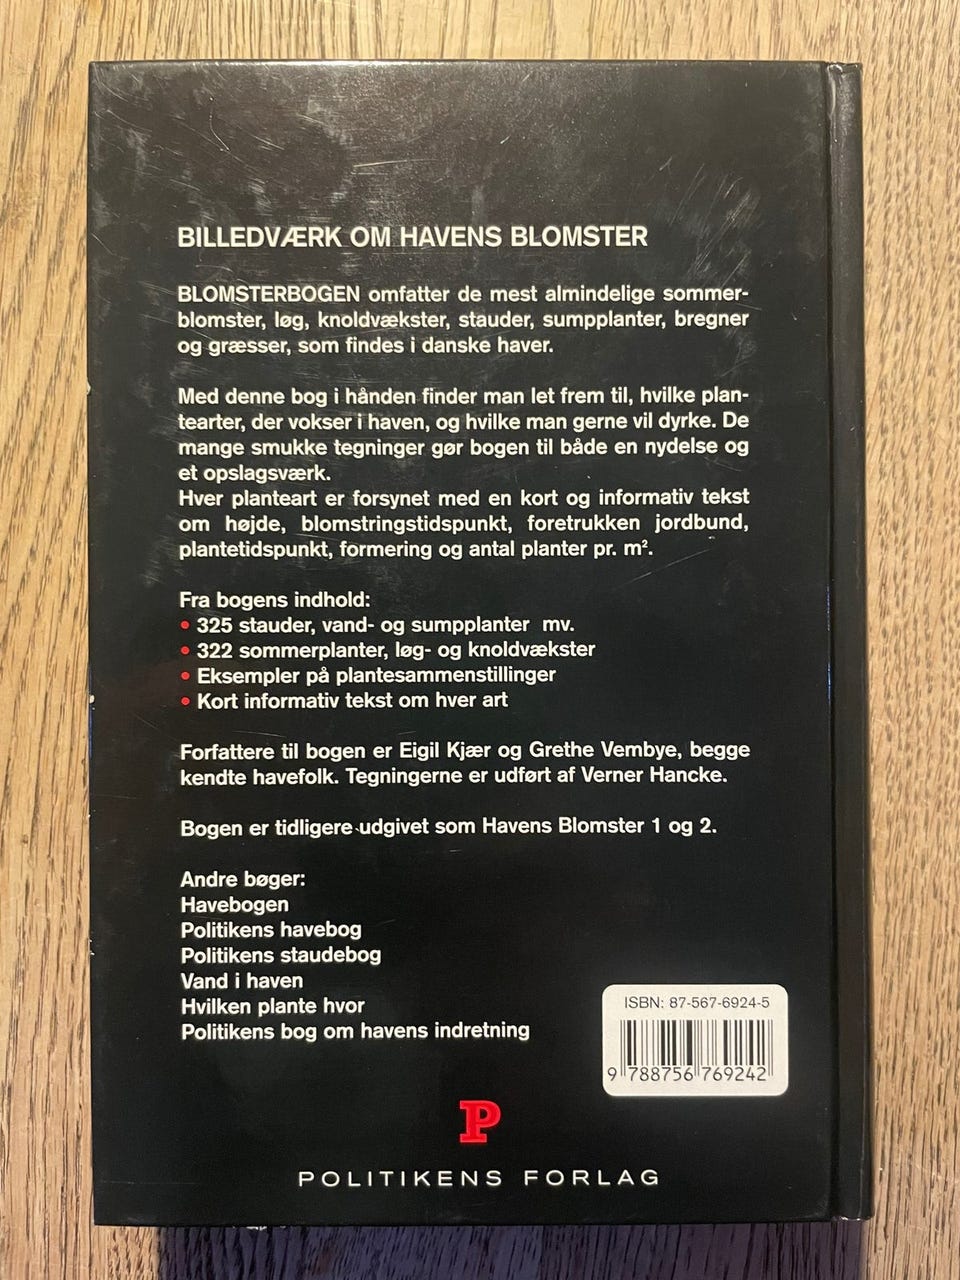 BILLEDVÆRK OM HAVENS BLOMSTER
BLOMSTERBOGEN omfatter de mest almindelige sommer-
blomster, løg, knoldvækster, stauder, sumpplanter, bregner
og græsser, som findes i danske haver.
Med denne bog i hånden finder man let frem til, hvilke plan-
tearter, der vokser i haven, og hvilke man gerne vil dyrke. De
mange smukke tegninger gør bogen til både en nydelse og
et opslagsværk.
Hver planteart er forsynet med en kort og informativ tekst
om højde, blomstringstidspunkt, foretrukken jordbund,
plantetidspunkt, formering og antal planter pr. m².
Fra bogens indhold:
• 325 stauder, vand- og sumpplanter mv.
• 322 sommerplanter, løg- og knoldvækster
• Eksempler på plantesammenstillinger
• Kort informativ tekst om hver art
Forfattere til bogen er Eigil Kjær og Grethe Vembye, begge
kendte havefolk. Tegningerne er udført af Verner Hancke.
Bogen er tidligere udgivet som Havens Blomster 1 og 2.
Andre bøger:
Havebogen
Politikens havebog
Politikens staudebog
Vand i haven
Hvilken plante hvor
Politikens bog om havens indretning
ISBN: 87-567-6924-5
9 788756 769242
P
POLITIKENS FORLAG